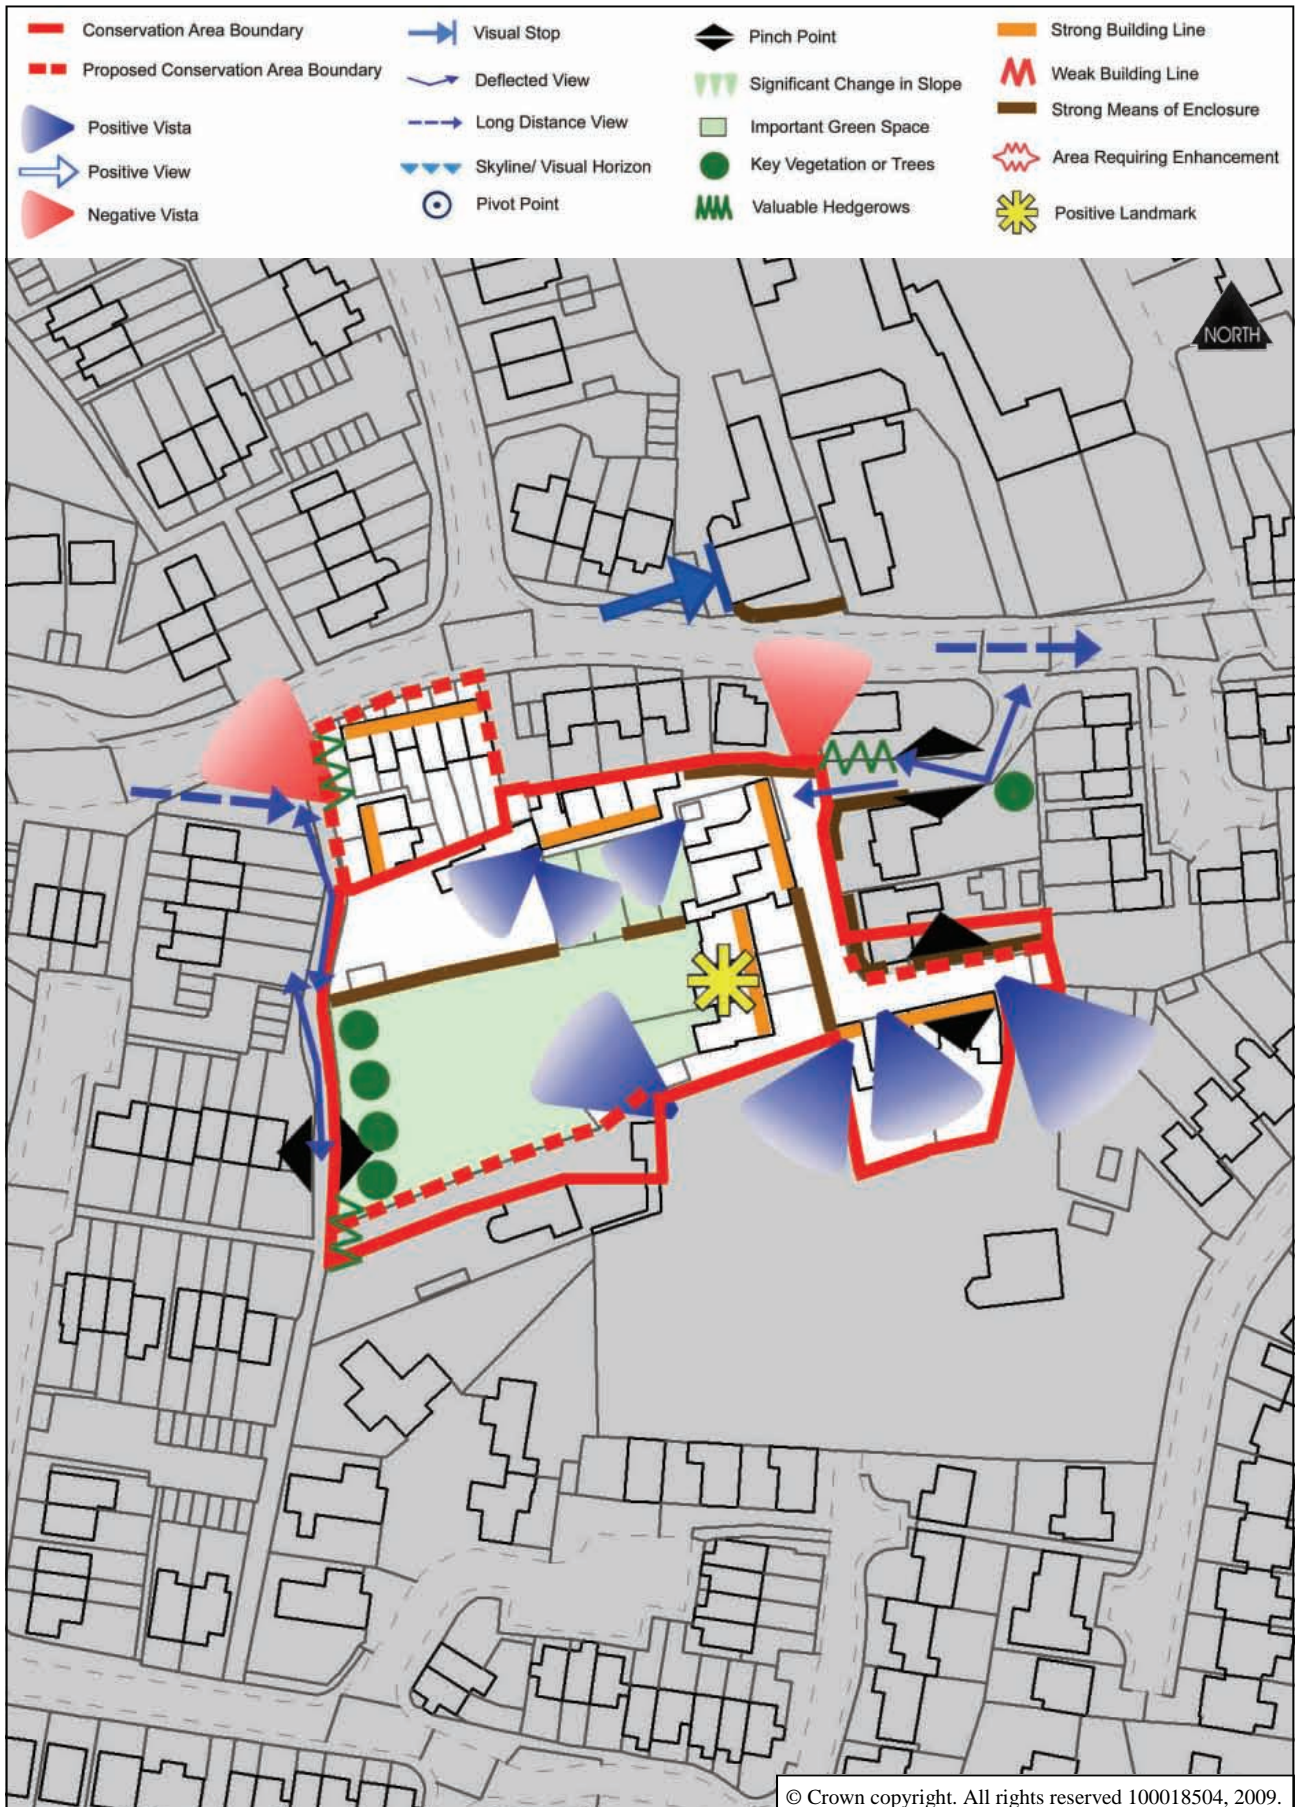 Conservation Area Boundary
Proposed Conservation Area Boundary
Positive Vista
Positive View
Negative Vista
Visual Stop
Deflected View
Long Distance View
Skyline/ Visual Horizon
Pivot Point
Pinch Point
Significant Change in Slope
Important Green Space
Key Vegetation or Trees
Valuable Hedgerows
Strong Building Line
Weak Building Line
Strong Means of Enclosure
Area Requiring Enhancement
Positive Landmark
NORTH
© Crown copyright. All rights reserved 100018504, 2009.